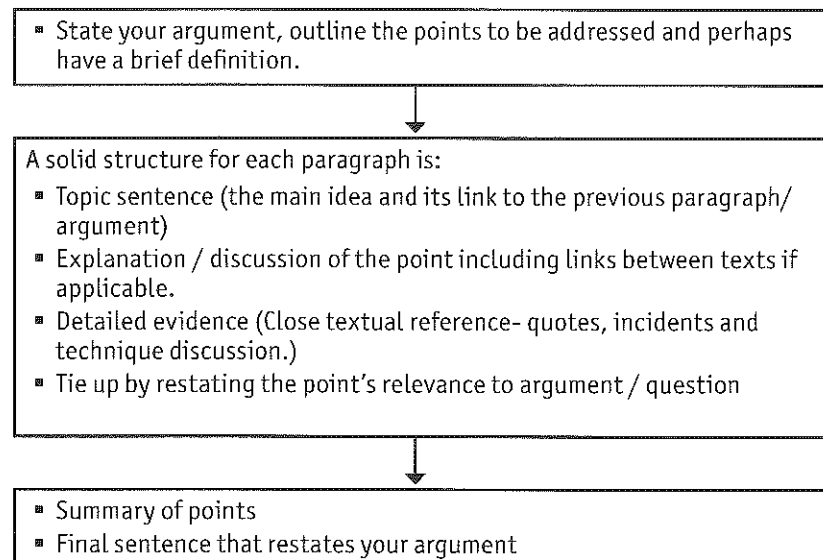 ▪ State your argument, outline the points to be addressed and perhaps
have a brief definition.
A solid structure for each paragraph is:
▪ Topic sentence (the main idea and its link to the previous paragraph/
argument)
▪ Explanation / discussion of the point including links between texts if
applicable.
▪ Detailed evidence (Close textual reference- quotes, incidents and
technique discussion.)
▪ Tie up by restating the point's relevance to argument / question
▪ Summary of points
▪ Final sentence that restates your argument